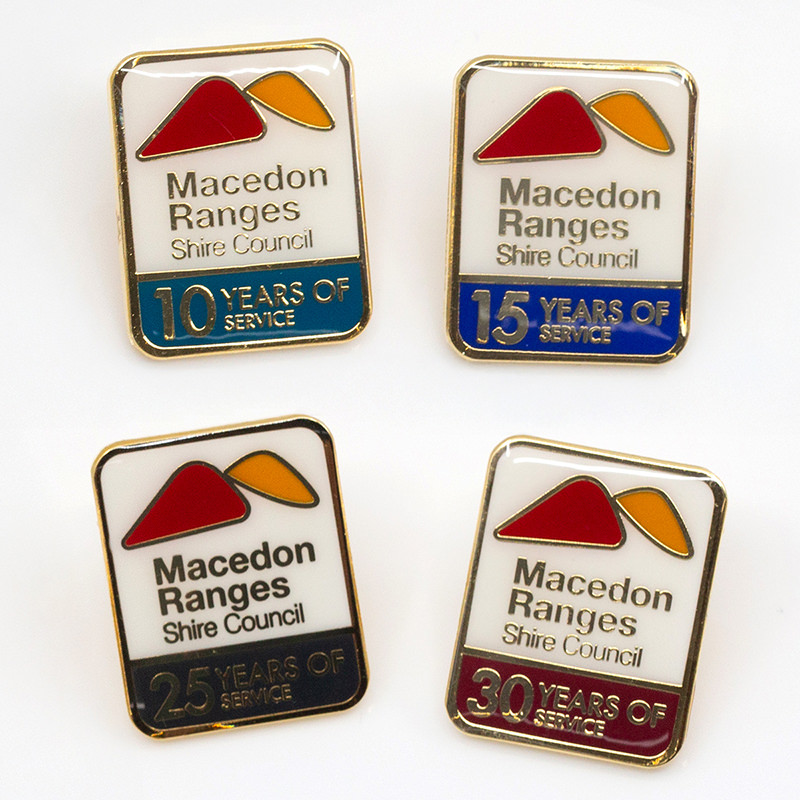 Macedon
Ranges
Shire Council
10 YEARS OF
SERVICE
Macedon
Ranges
Shire Council
15 YEARS OF
SERVICE
Macedon
Ranges
Shire Council
25 YEARS OF
SERVICE
Macedon
Ranges
Shire Council
30 YEARS OF
SERVICE